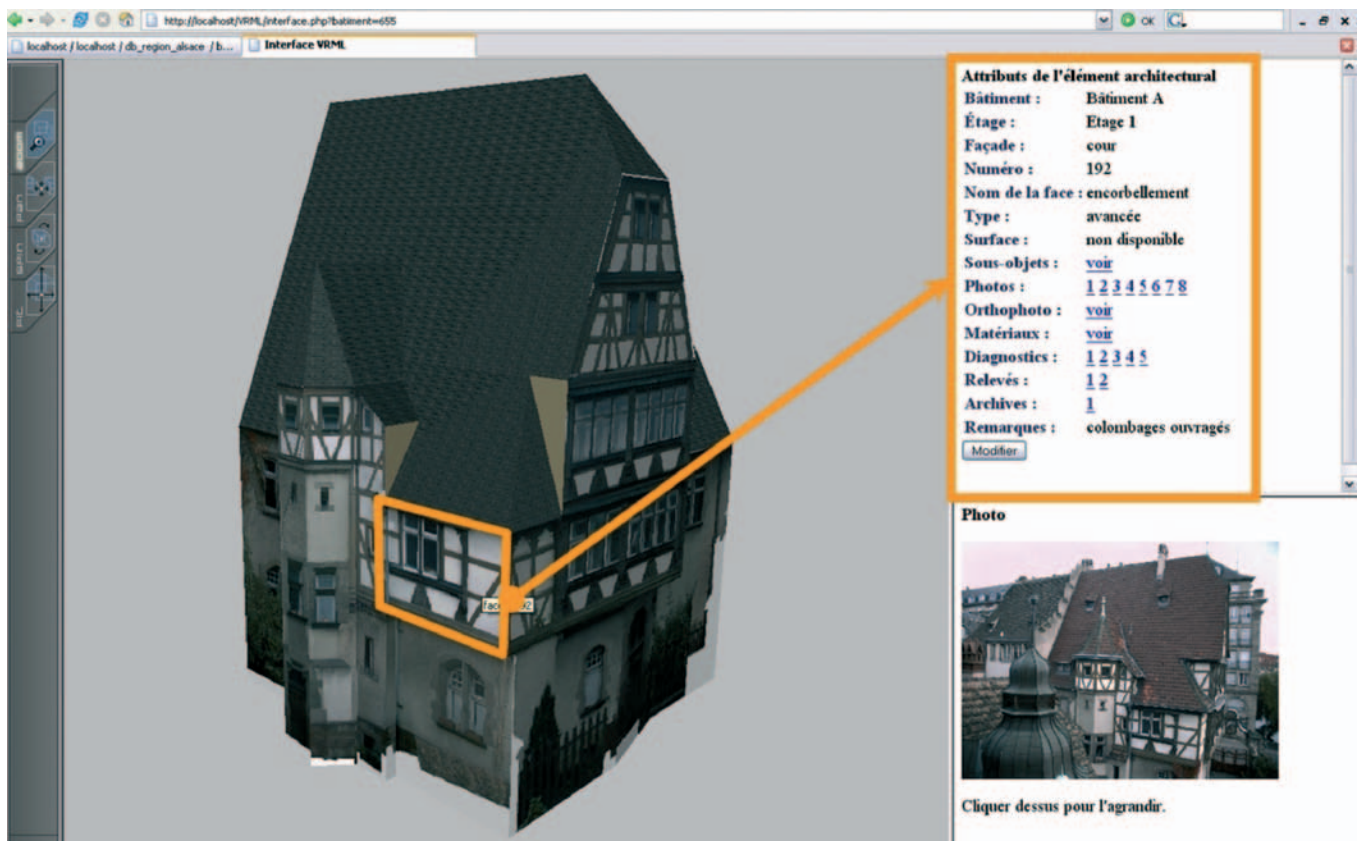 http://localhost/VRML/interface.php?batiment=655
OK
localhost / localhost / db_region_alsace / b...
Interface VRML
Attributs de l'élément architectural
Bâtiment : Bâtiment A
Étage : Etage 1
Façade : cour
Numéro : 192
Nom de la face : encorbellement
Type : avancée
Surface : non disponible
Sous-objets : voir
Photos : 1 2 3 4 5 6 7 8
Orthophoto : voir
Matériaux : voir
Diagnostics : 1 2 3 4 5
Relevés : 1 2
Archives : 1
Remarques : colombages ouvragés
Modifier
Photo
Cliquer dessus pour l'agrandir.